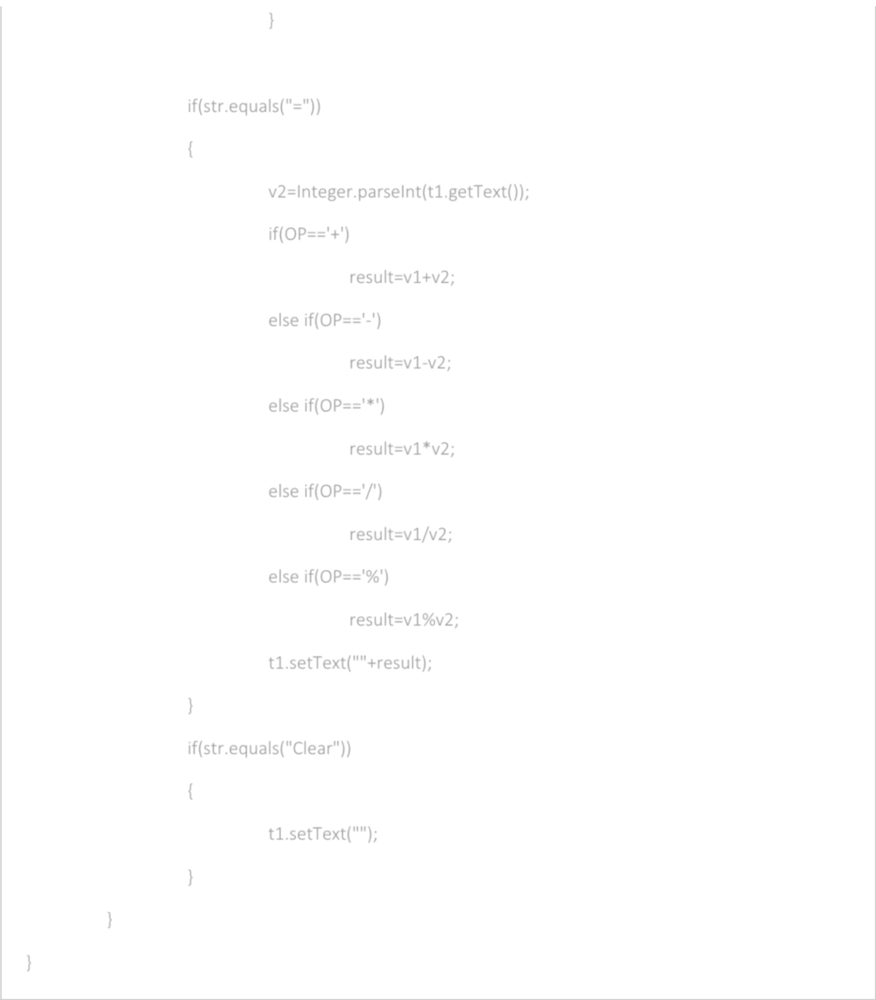 }
if(str.equals("="))
{
v2=Integer.parseInt(t1.getText());
if(OP=='+')
result=v1+v2;
else if(OP=='-')
result=v1-v2;
else if(OP=='*')
result=v1*v2;
else if(OP=='/')
result=v1/v2;
else if(OP=='%')
result=v1%v2;
t1.setText(""+result);
}
if(str.equals("Clear"))
{
t1.setText("");
}
}
}